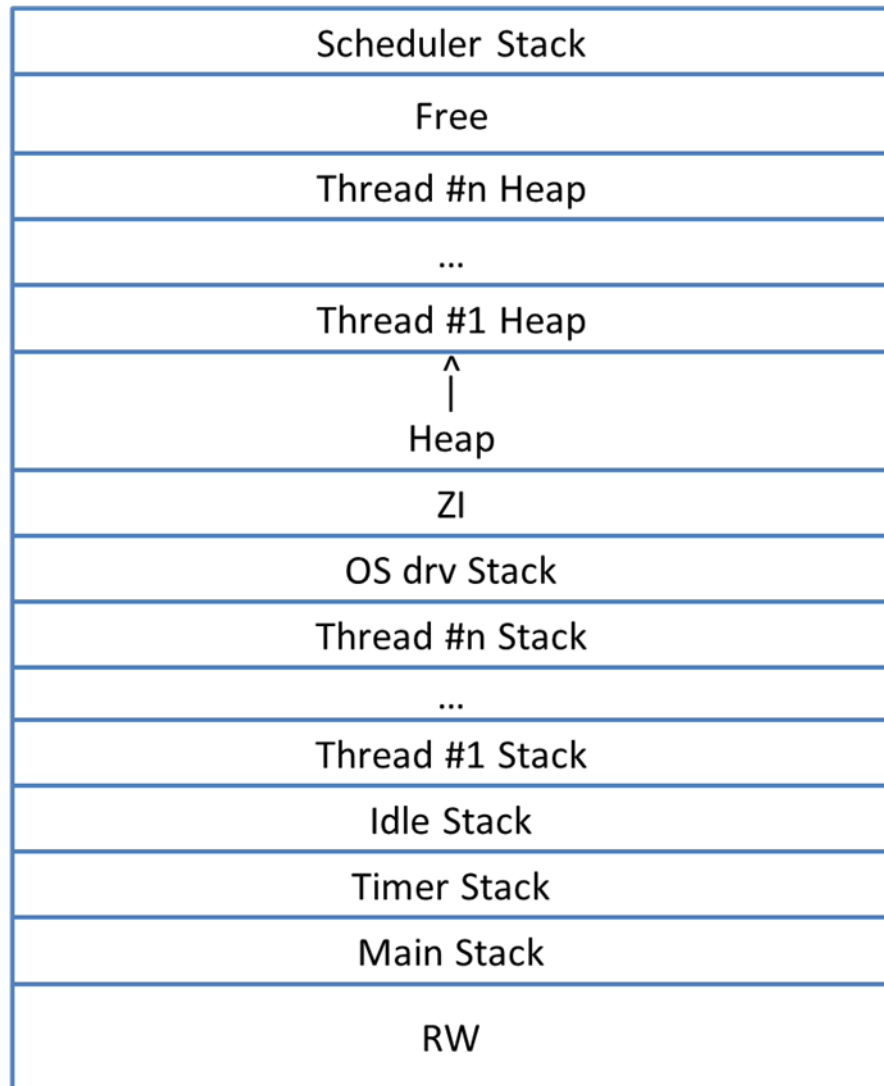 Scheduler Stack
Free
Thread #n Heap
...
Thread #1 Heap
^
|
Heap
ZI
OS drv Stack
Thread #n Stack
...
Thread #1 Stack
Idle Stack
Timer Stack
Main Stack
RW